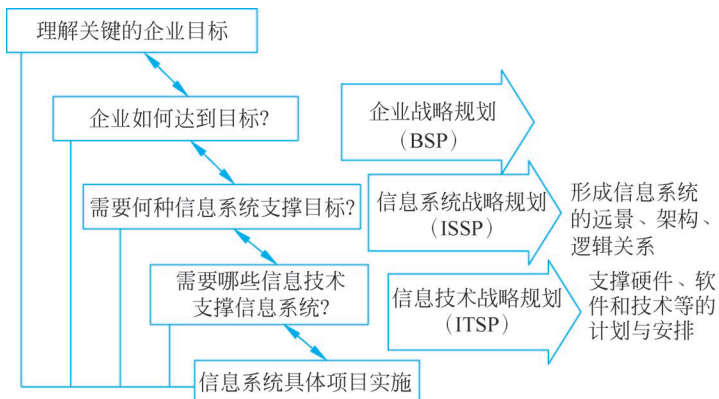 理解关键的企业目标
企业如何达到目标?
企业战略规划
(BSP)
需要何种信息系统支撑目标?
信息系统战略规划
(ISSP)
形成信息系统
的远景、架构、
逻辑关系
需要哪些信息技术
支撑信息系统?
信息技术战略规划
(ITSP)
支撑硬件、软
件和技术等的
计划与安排
信息系统具体项目实施